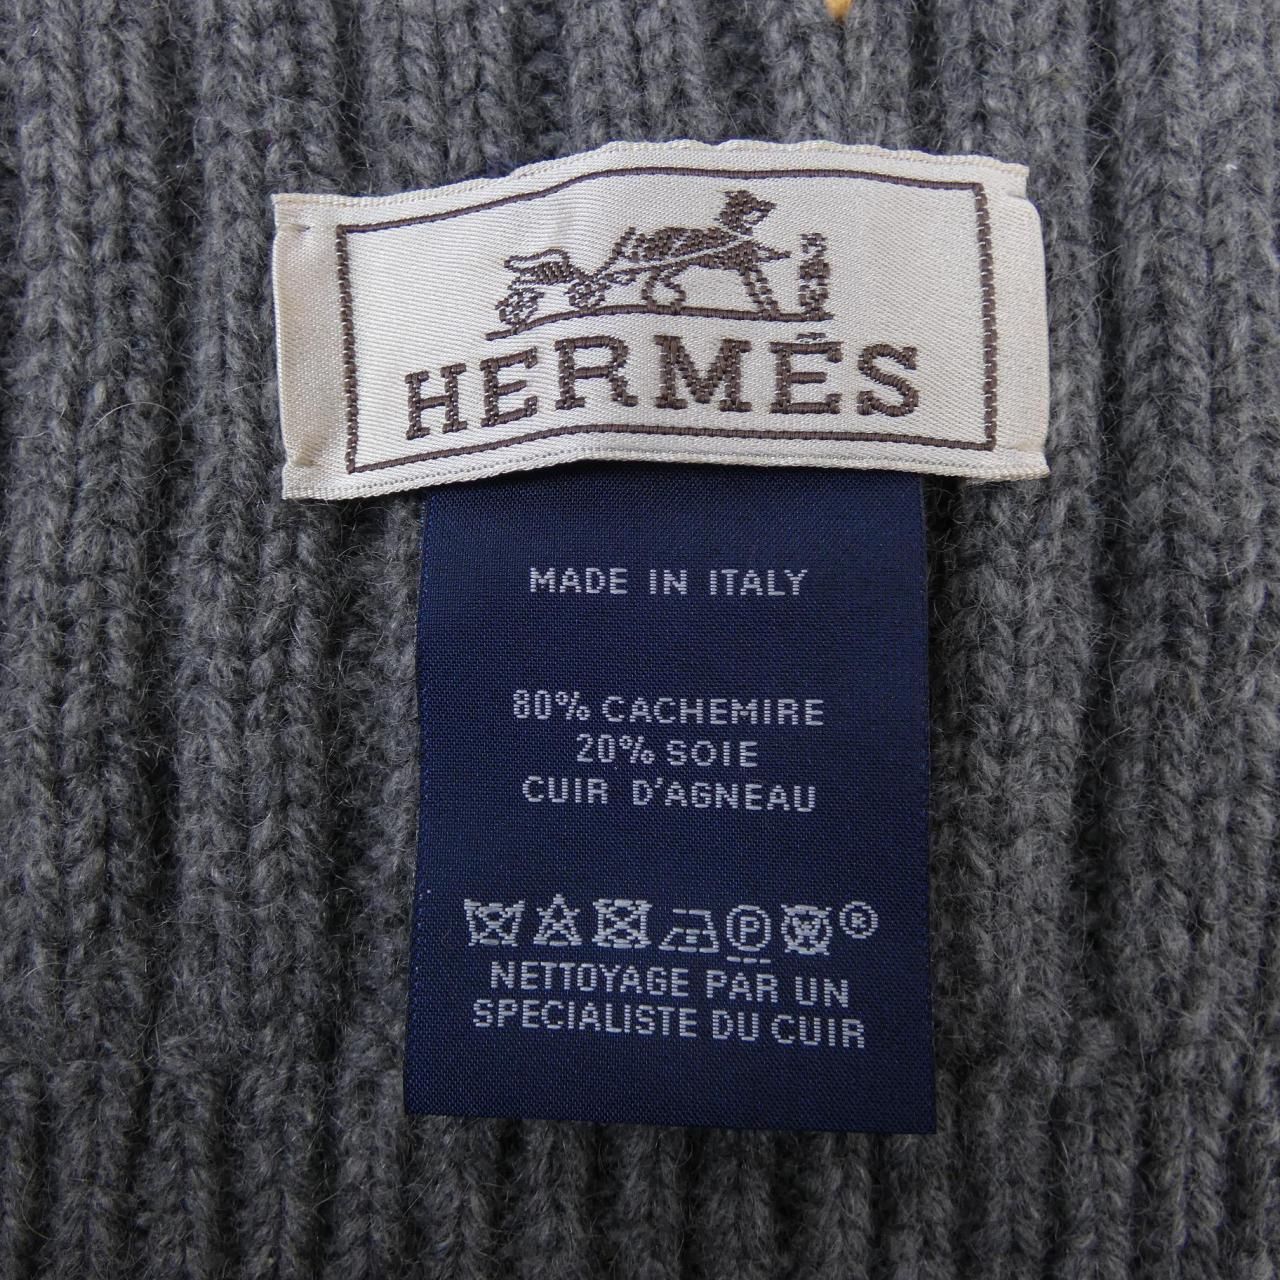 HERMÈS
MADE IN ITALY
80% CACHEMIRE
20% SOIE
CUIR D'AGNEAU
P W ®
NETTOYAGE PAR UN
SPECIALISTE DU CUIR